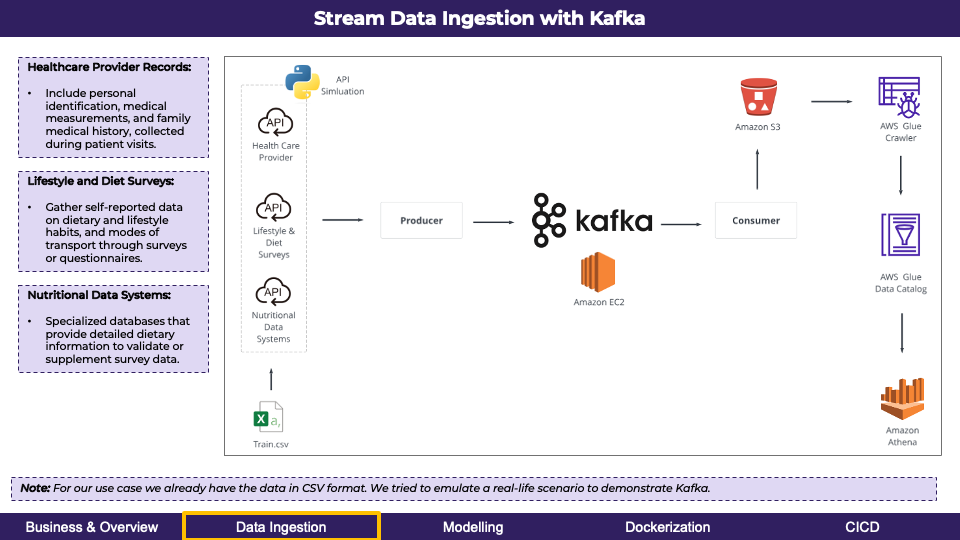 Stream Data Ingestion with Kafka
Healthcare Provider Records:
• Include personal
identification, medical
measurements, and family
medical history, collected
during patient visits.
Lifestyle and Diet Surveys:
• Gather self-reported data
on dietary and lifestyle
habits, and modes of
transport through surveys
or questionnaires.
Nutritional Data Systems:
• Specialized databases that
provide detailed dietary
information to validate or
supplement survey data.
API
Simluation
API
Health Care
Provider
API
Lifestyle &
Diet
Surveys
API
Nutritional
Data
Systems
X a,
Train.csv
Producer
kafka
Amazon EC2
Consumer
Amazon S3
AWS Glue
Crawler
AWS Glue
Data Catalog
Amazon
Athena
Note: For our use case we already have the data in CSV format. We tried to emulate a real-life scenario to demonstrate Kafka.
Business & Overview
Data Ingestion
Modelling
Dockerization
CICD